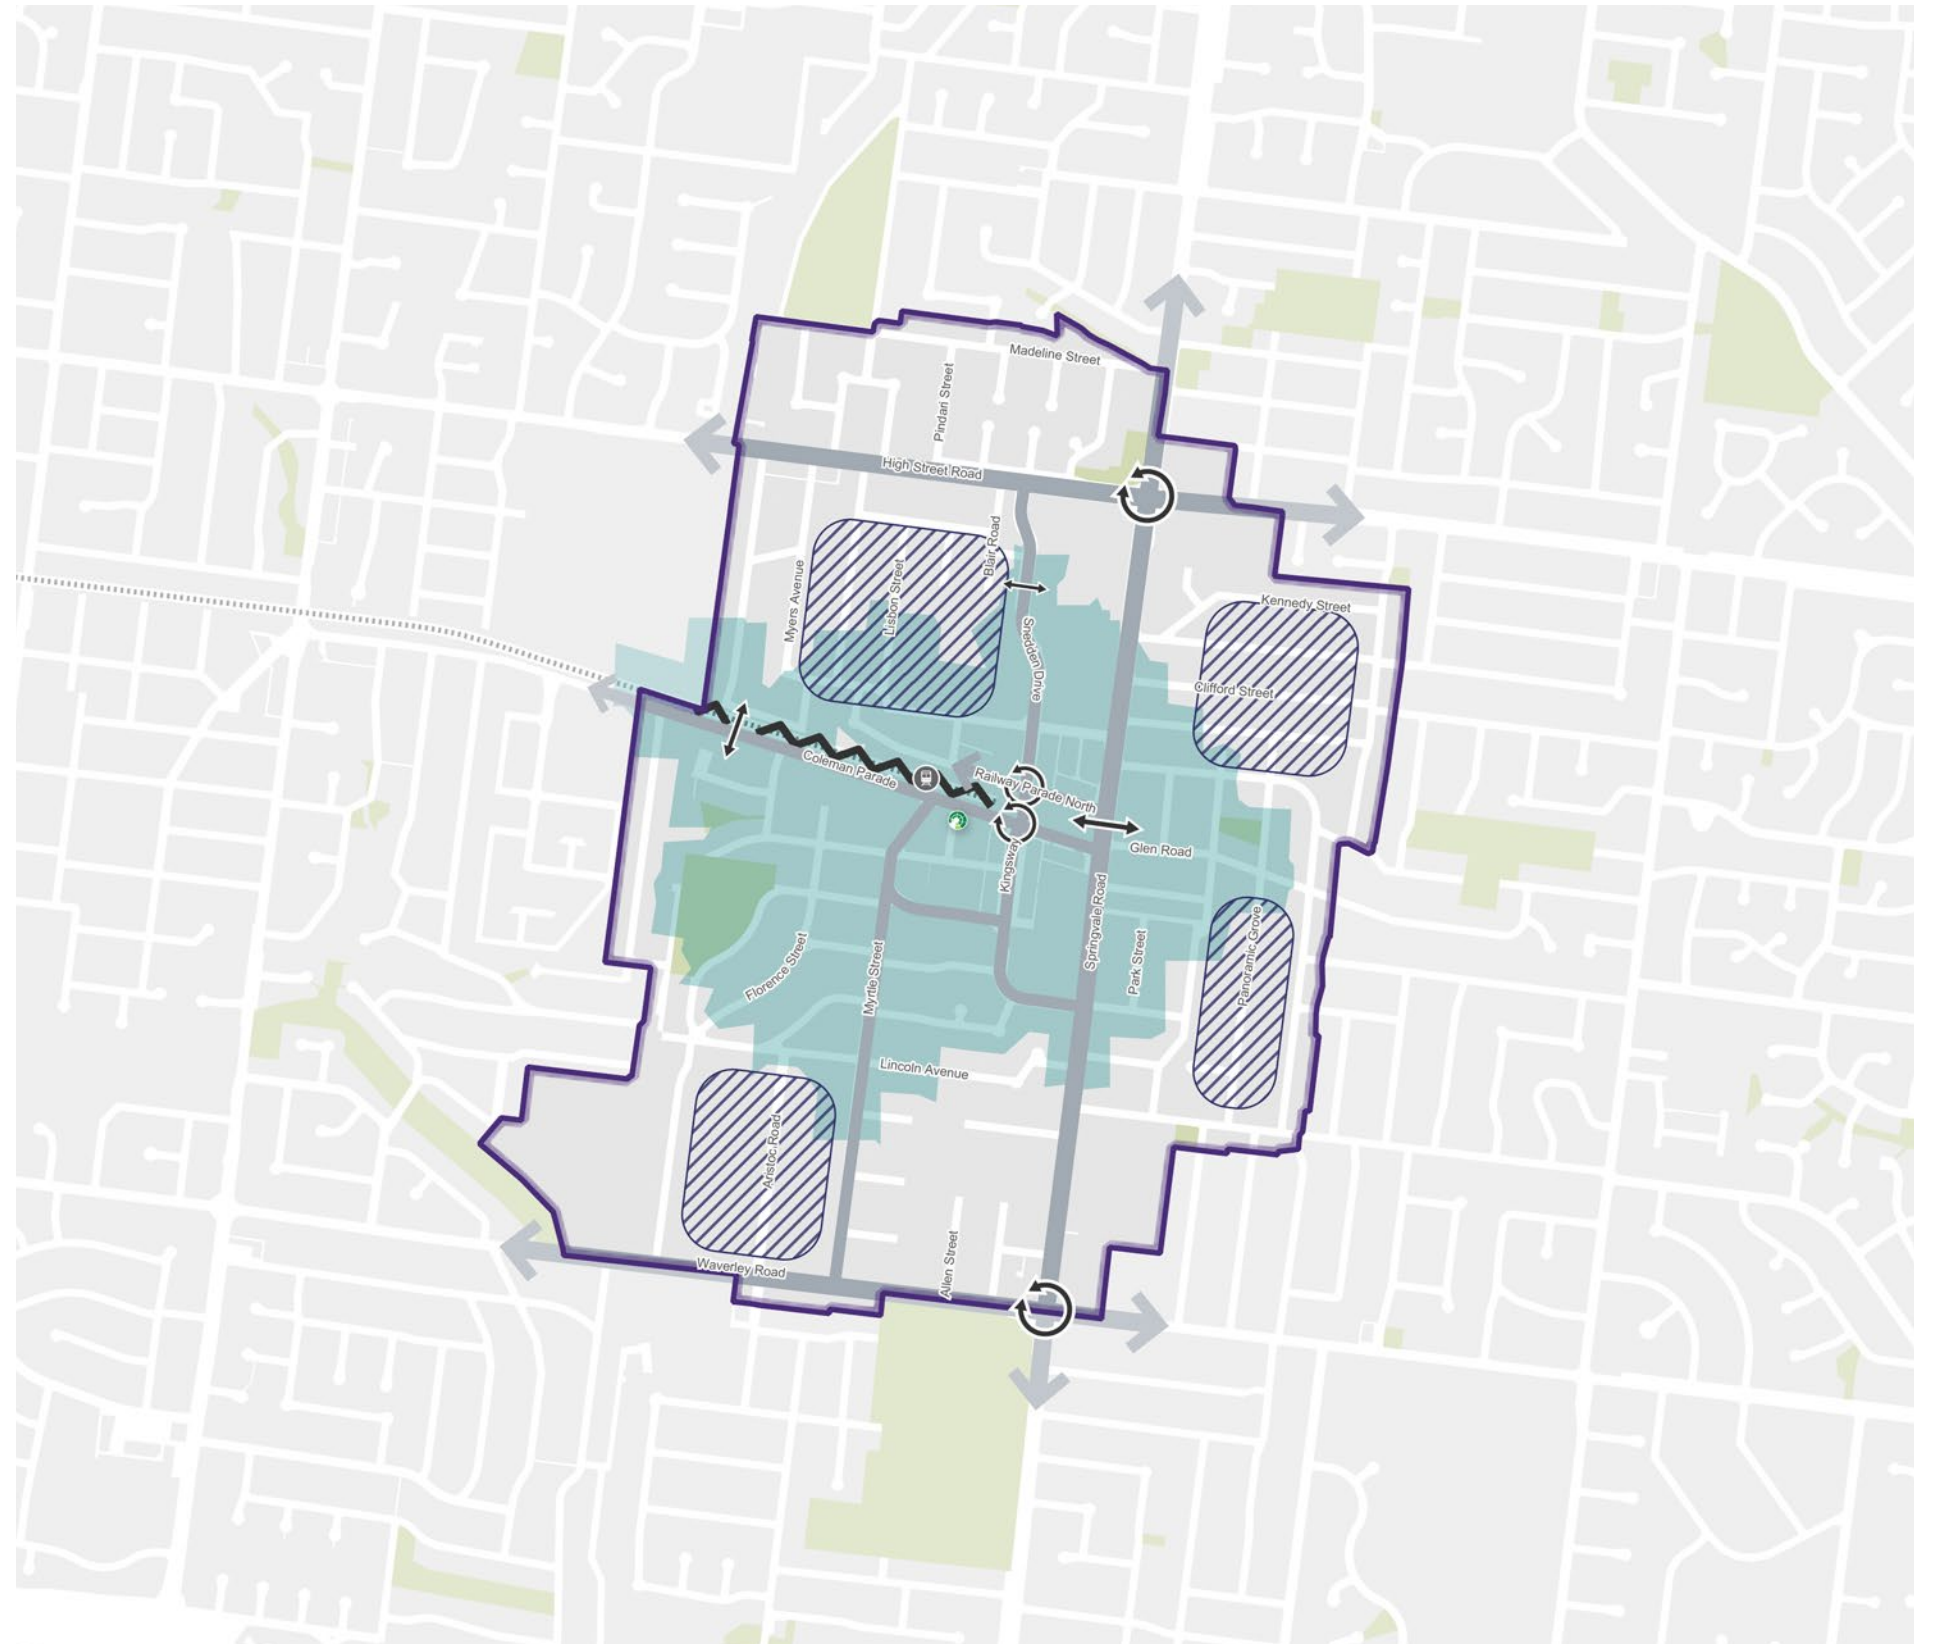 Madeline Street
Pindari Street
High Street Road
Blair Road
Lisbon Street
Myers Avenue
Kennedy Street
Snedden Drive
Clifford Street
Coleman Parade
Railway Parade North
Glen Road
Kingsway
Springvale Road
Panoramic Grove
Park Street
Florence Street
Myrtle Street
Lincoln Avenue
Aristoc Road
Allen Street
Waverley Road